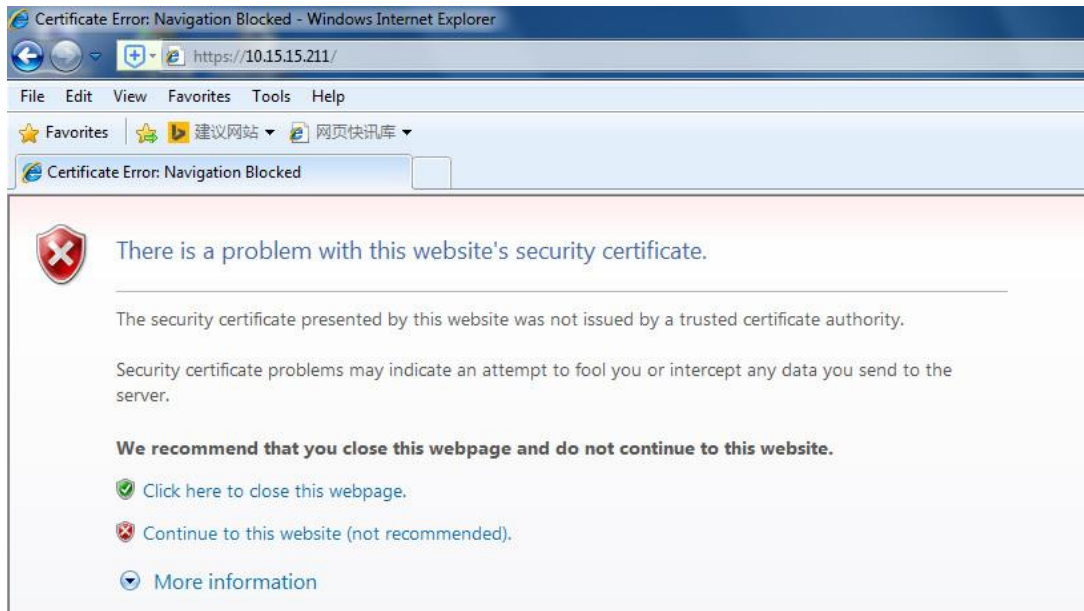 Certificate Error: Navigation Blocked - Windows Internet Explorer
https://10.15.15.211/
File Edit View Favorites Tools Help
Favorites 建议网站 网页快讯库
Certificate Error: Navigation Blocked
There is a problem with this website's security certificate.
The security certificate presented by this website was not issued by a trusted certificate authority.
Security certificate problems may indicate an attempt to fool you or intercept any data you send to the
server.
We recommend that you close this webpage and do not continue to this website.
Click here to close this webpage.
Continue to this website (not recommended).
More information